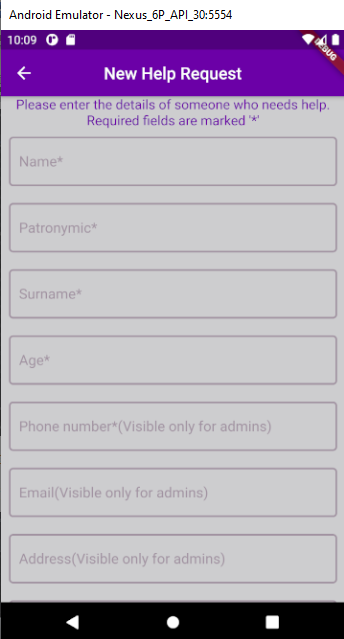 Android Emulator - Nexus_6P_API_30:5554
10:09
DEBUG
New Help Request
Please enter the details of someone who needs help.
Required fields are marked '*'
Name*
Patronymic*
Surname*
Age*
Phone number*(Visible only for admins)
Email(Visible only for admins)
Address(Visible only for admins)